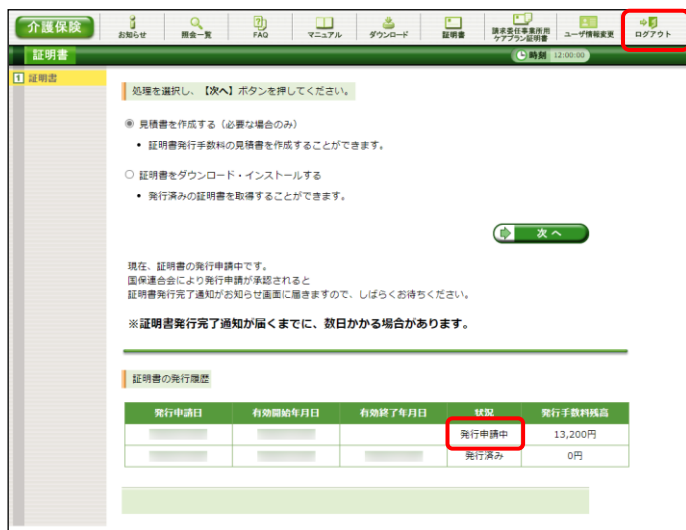 介護保険
お知らせ
照会一覧
FAQ
マニュアル
ダウンロード
証明書
請求委任事業所用
ケアプラン証明書
ユーザ情報変更
ログアウト
証明書
時刻 12:00:00
1 証明書
処理を選択し、【次へ】ボタンを押してください。
見積書を作成する（必要な場合のみ）
• 証明書発行手数料の見積書を作成することができます。
証明書をダウンロード・インストールする
• 発行済みの証明書を取得することができます。
次 へ
現在、証明書の発行申請中です。
国保連合会により発行申請が承認されると
証明書発行完了通知がお知らせ画面に届きますので、しばらくお待ちください。
※証明書発行完了通知が届くまでに、数日かかる場合があります。
証明書の発行履歴
発行申請日 有効開始年月日 有効終了年月日 状況 発行手数料残高
発行申請中 13,200円
発行済み 0円